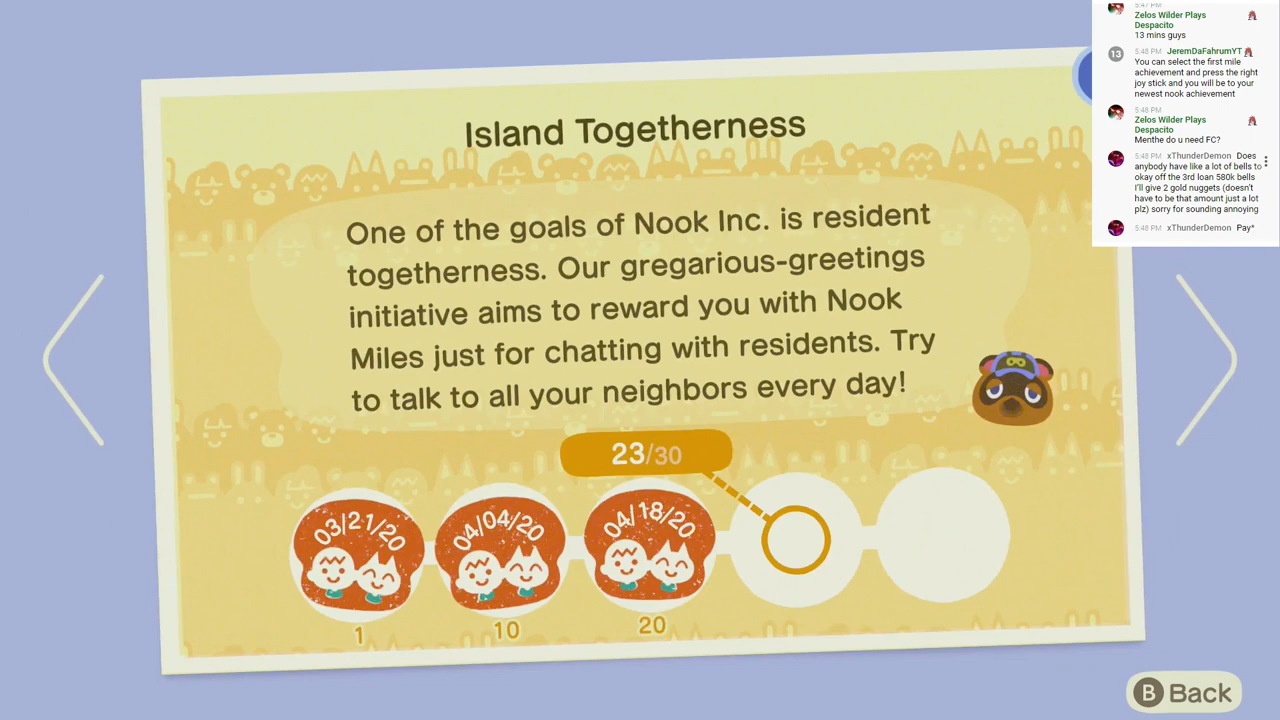 Island Togetherness
One of the goals of Nook Inc. is resident
togetherness. Our gregarious-greetings
initiative aims to reward you with Nook
Miles just for chatting with residents. Try
to talk to all your neighbors every day!
23/30
03/21/20
04/04/20
04/18/20
1
10
20
B Back
5:47 PM
Zelos Wilder Plays
Despacito
13 mins guys
13 5:48 PM JeremDaFahrumYT
You can select the first mile
achievement and press the right
joy stick and you will be to your
newest nook achievement
5:48 PM
Zelos Wilder Plays
Despacito
Menthe do u need FC?
5:48 PM xThunderDemon Does
anybody have like a lot of bells to
okay off the 3rd loan 580k bells
I'll give 2 gold nuggets (doesn't
have to be that amount just a lot
plz) sorry for sounding annoying
5:48 PM xThunderDemon Pay*